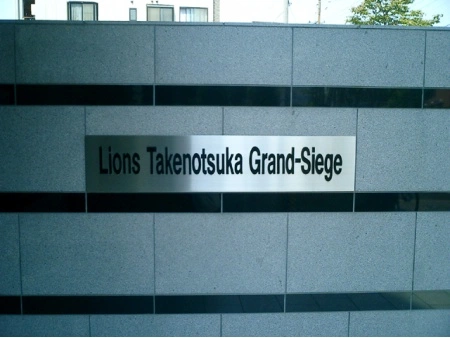 Lions Takenotsuka Grand-Siege